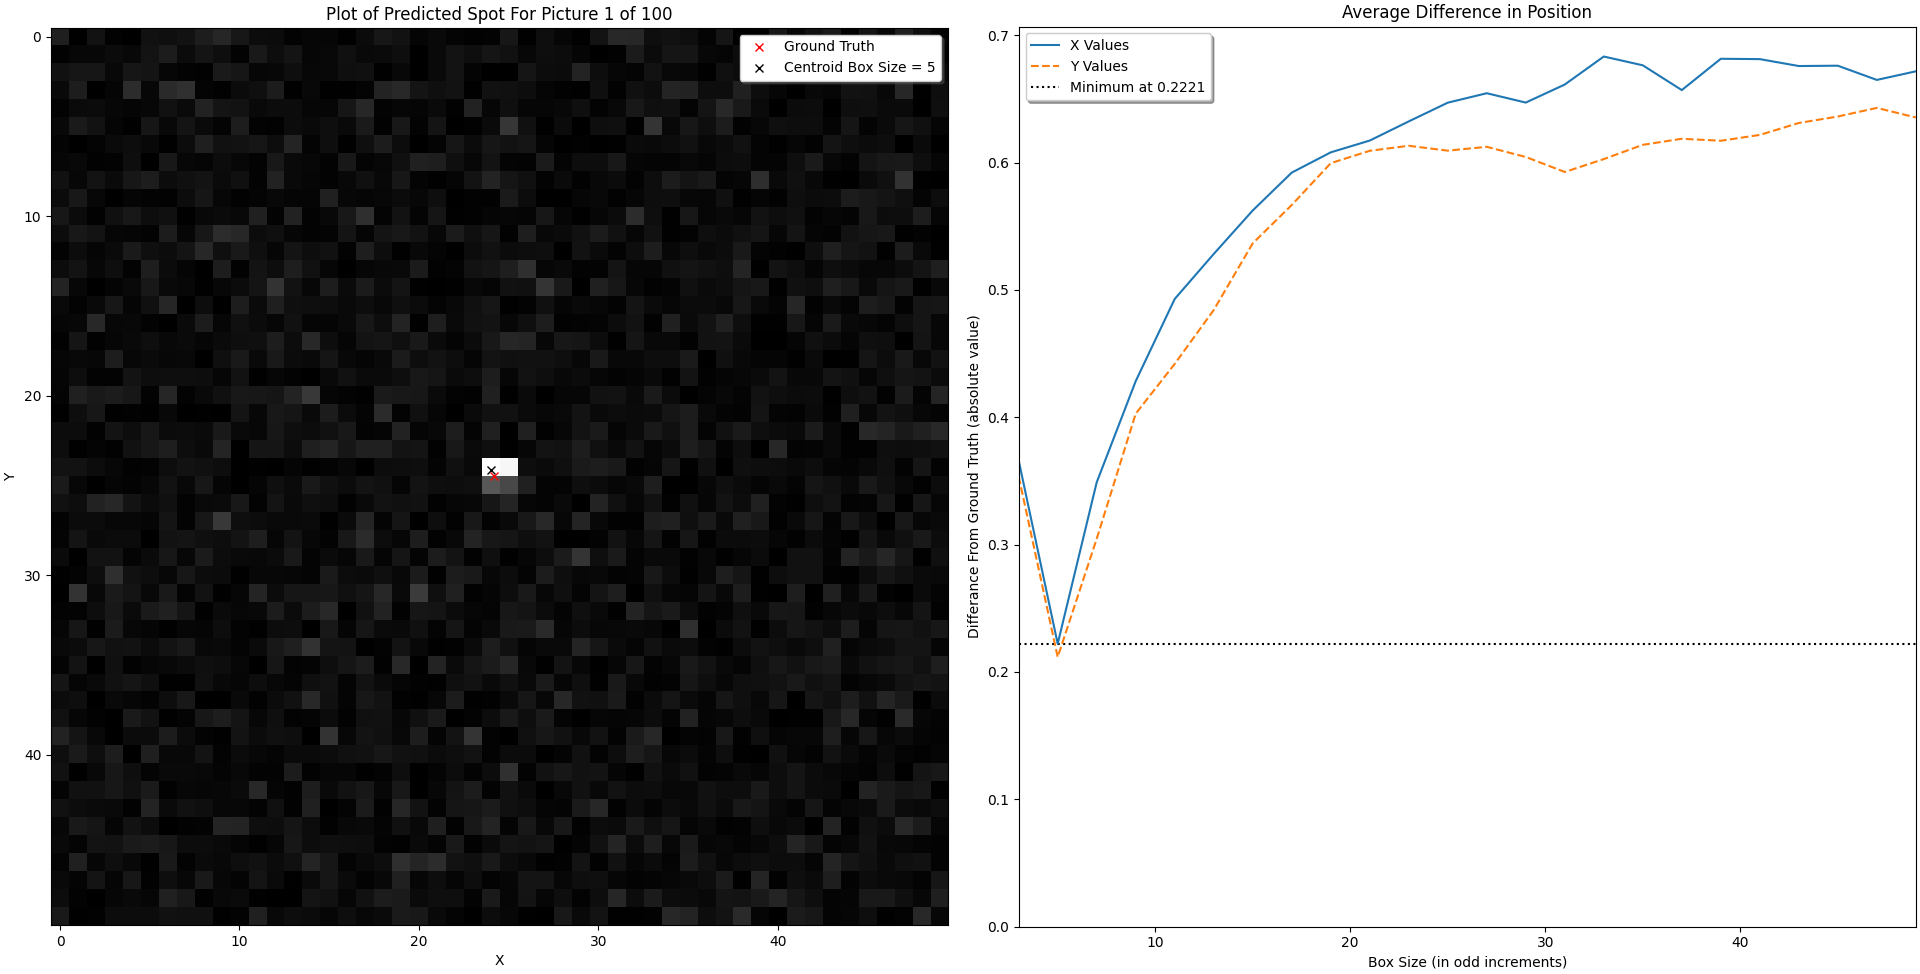 Plot of Predicted Spot For Picture 1 of 100
Ground Truth
Centroid Box Size = 5
0
10
20
30
40
Y
0 10 20 30 40
X
Average Difference in Position
X Values
Y Values
Minimum at 0.2221
0.7
0.6
0.5
0.4
0.3
0.2
0.1
0.0
Differance From Ground Truth (absolute value)
10 20 30 40
Box Size (in odd increments)